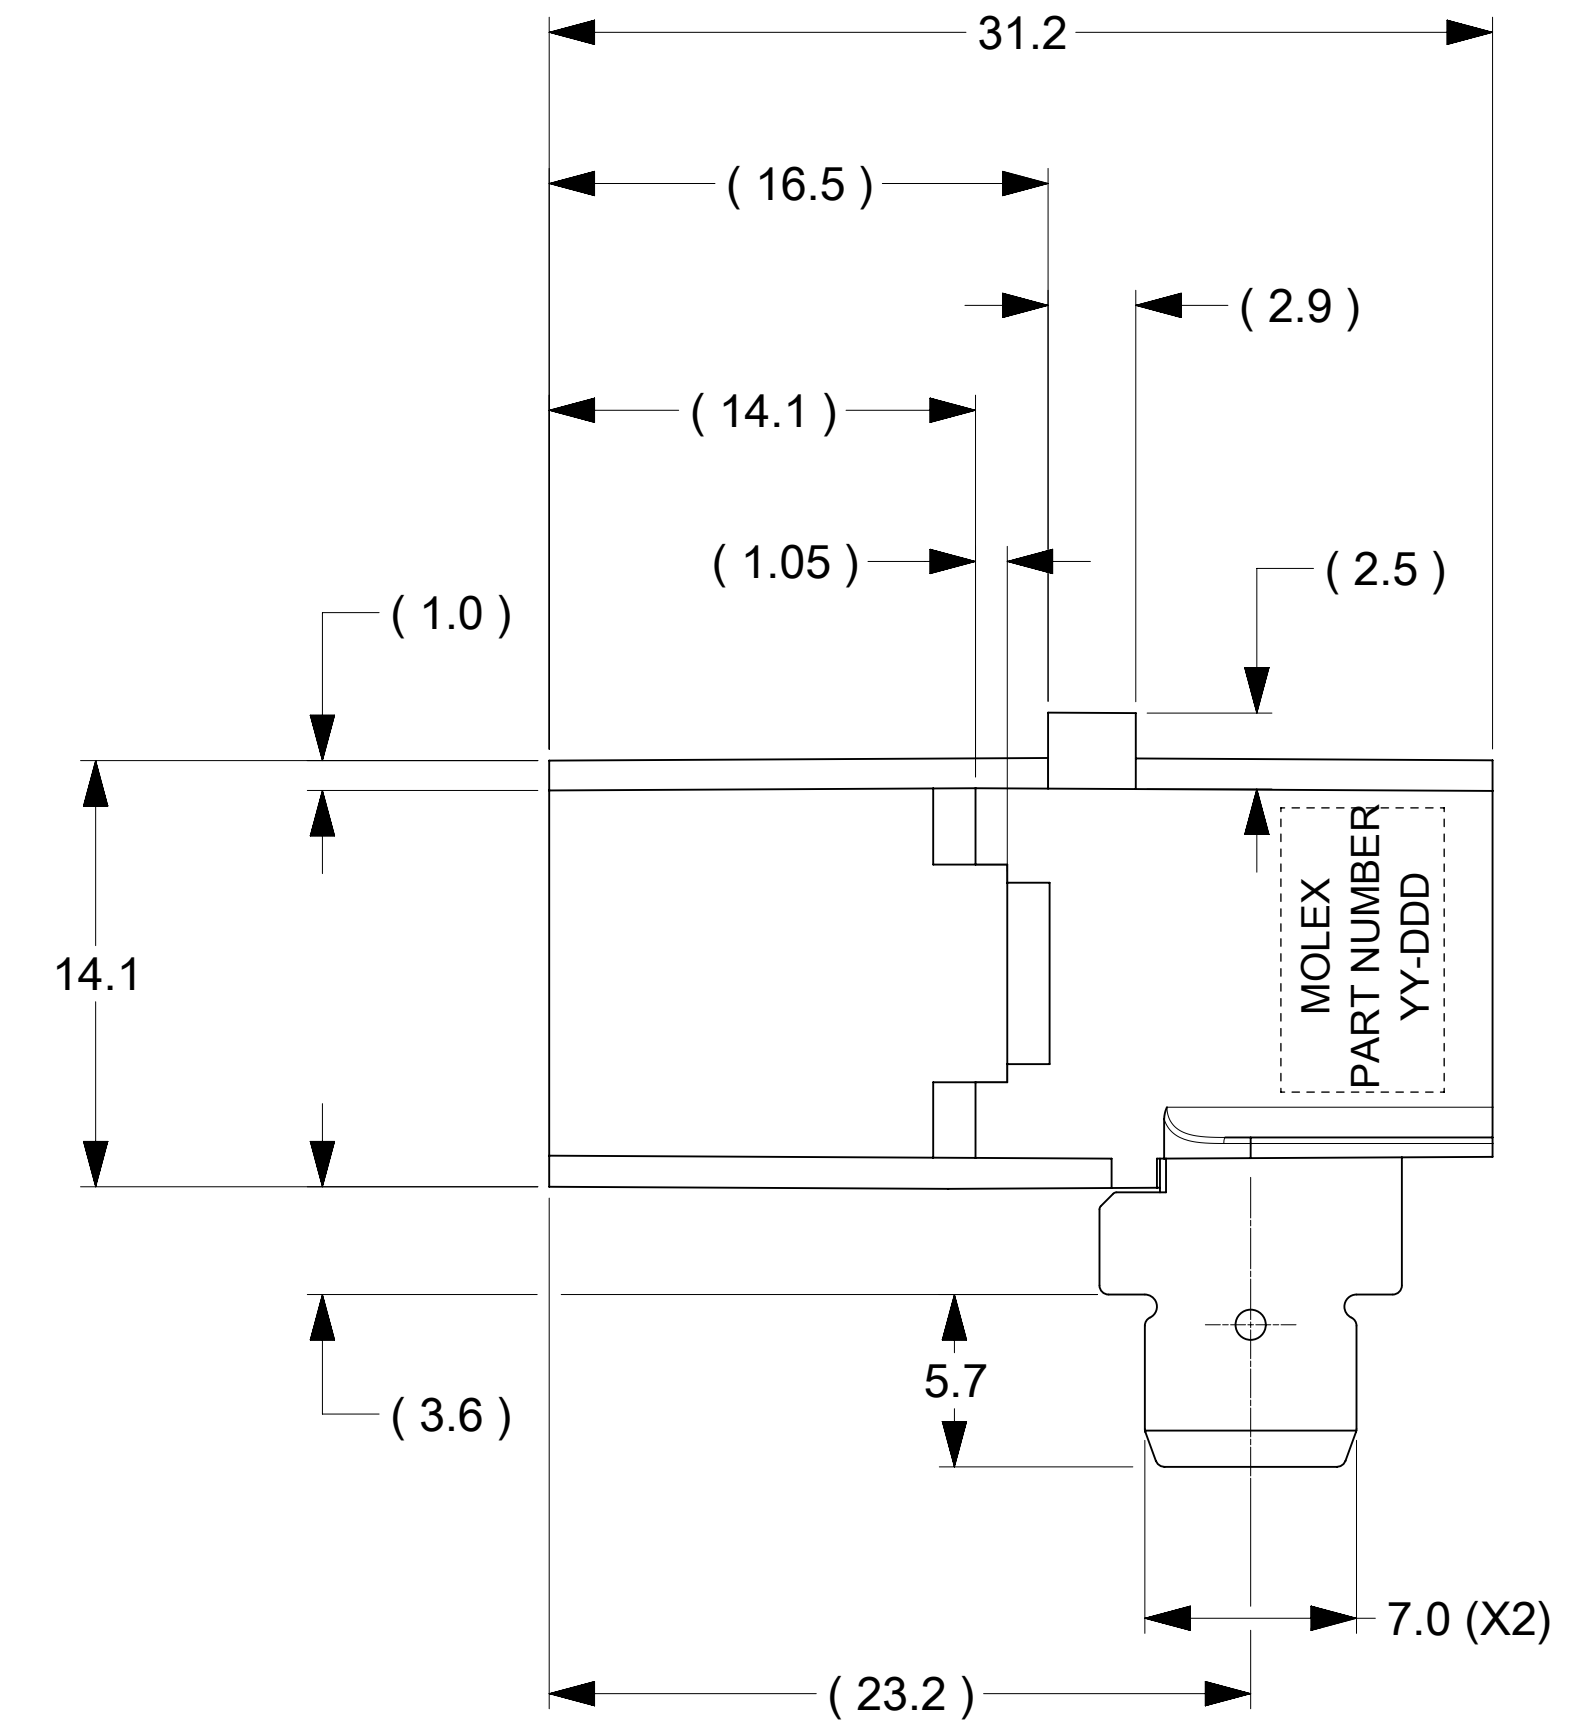 31.2
( 16.5 )
( 2.9 )
( 14.1 )
( 1.05 )
( 2.5 )
( 1.0 )
14.1
MOLEX
PART NUMBER
YY-DDD
5.7
( 3.6 )
7.0 (X2)
( 23.2 )